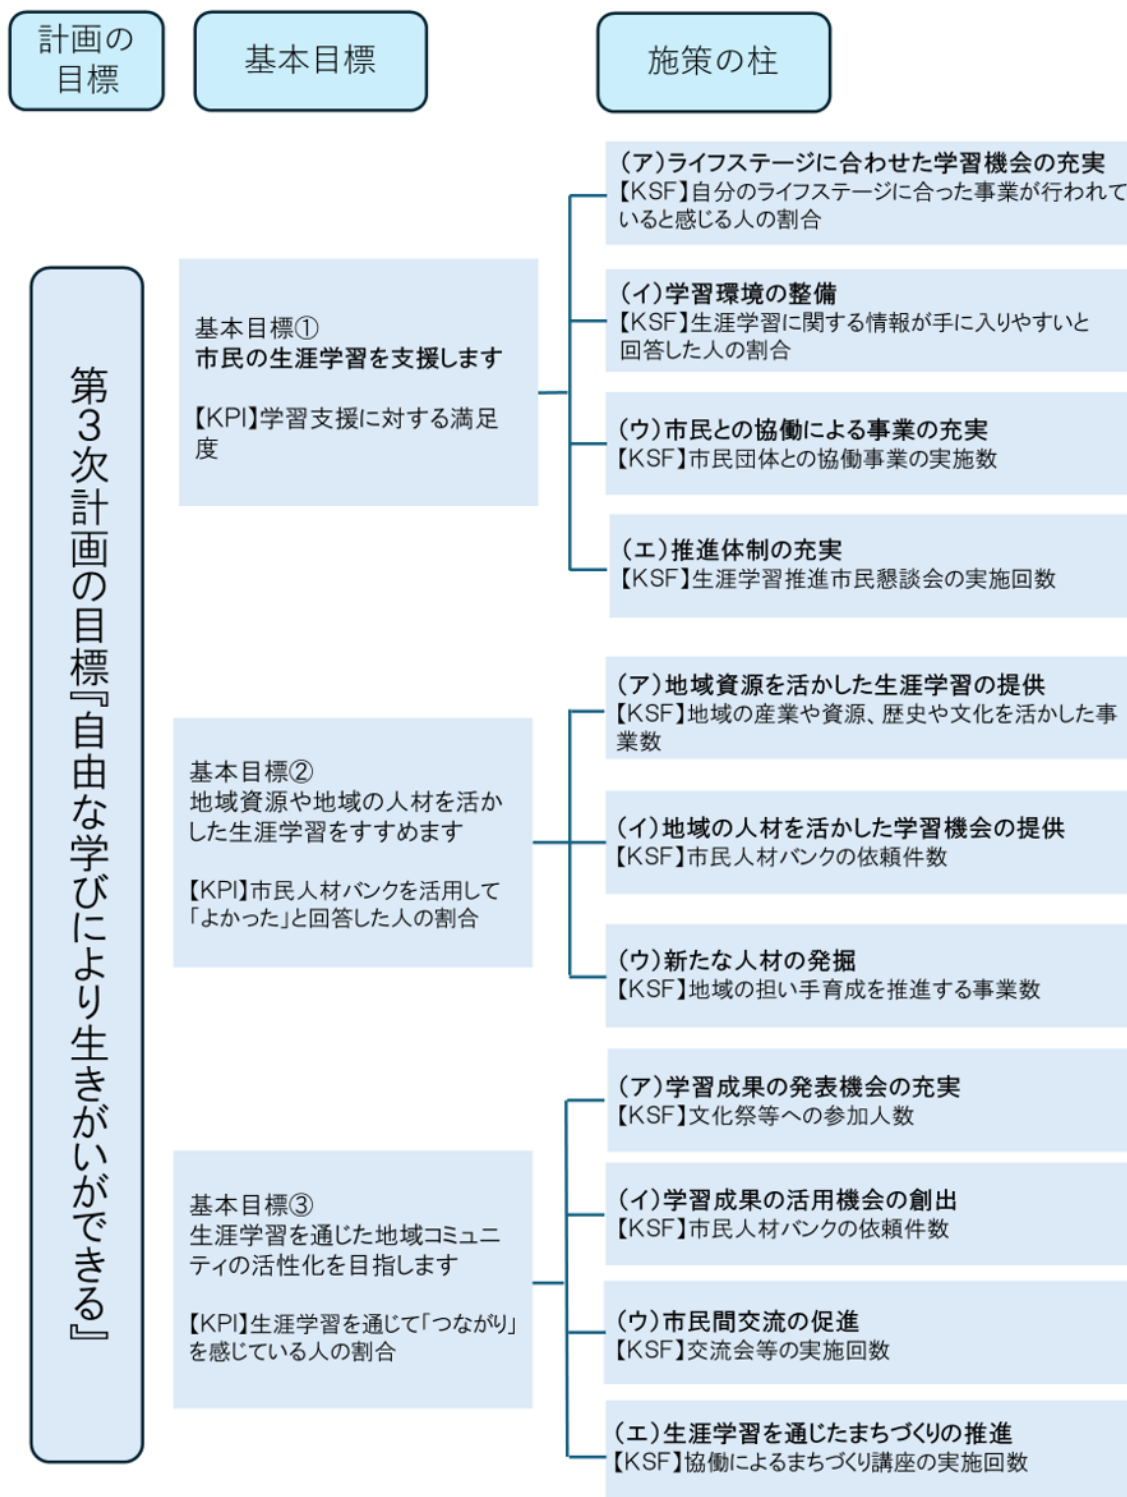 計画の
目標
基本目標
施策の柱
第3次計画の目標『自由な学びにより生きがいができる』
基本目標①
市民の生涯学習を支援します
【KPI】学習支援に対する満足
度
(ア)ライフステージに合わせた学習機会の充実
【KSF】自分のライフステージに合った事業が行われて
いると感じる人の割合
(イ)学習環境の整備
【KSF】生涯学習に関する情報が手に入りやすいと
回答した人の割合
(ウ)市民との協働による事業の充実
【KSF】市民団体との協働事業の実施数
(エ)推進体制の充実
【KSF】生涯学習推進市民懇談会の実施回数
基本目標②
地域資源や地域の人材を活か
した生涯学習をすすめます
【KPI】市民人材バンクを活用して
「よかった」と回答した人の割合
(ア)地域資源を活かした生涯学習の提供
【KSF】地域の産業や資源、歴史や文化を活かした事
業数
(イ)地域の人材を活かした学習機会の提供
【KSF】市民人材バンクの依頼件数
(ウ)新たな人材の発掘
【KSF】地域の担い手育成を推進する事業数
基本目標③
生涯学習を通じた地域コミュニ
ティの活性化を目指します
【KPI】生涯学習を通じて「つながり」
を感じている人の割合
(ア)学習成果の発表機会の充実
【KSF】文化祭等への参加人数
(イ)学習成果の活用機会の創出
【KSF】市民人材バンクの依頼件数
(ウ)市民間交流の促進
【KSF】交流会等の実施回数
(エ)生涯学習を通じたまちづくりの推進
【KSF】協働によるまちづくり講座の実施回数